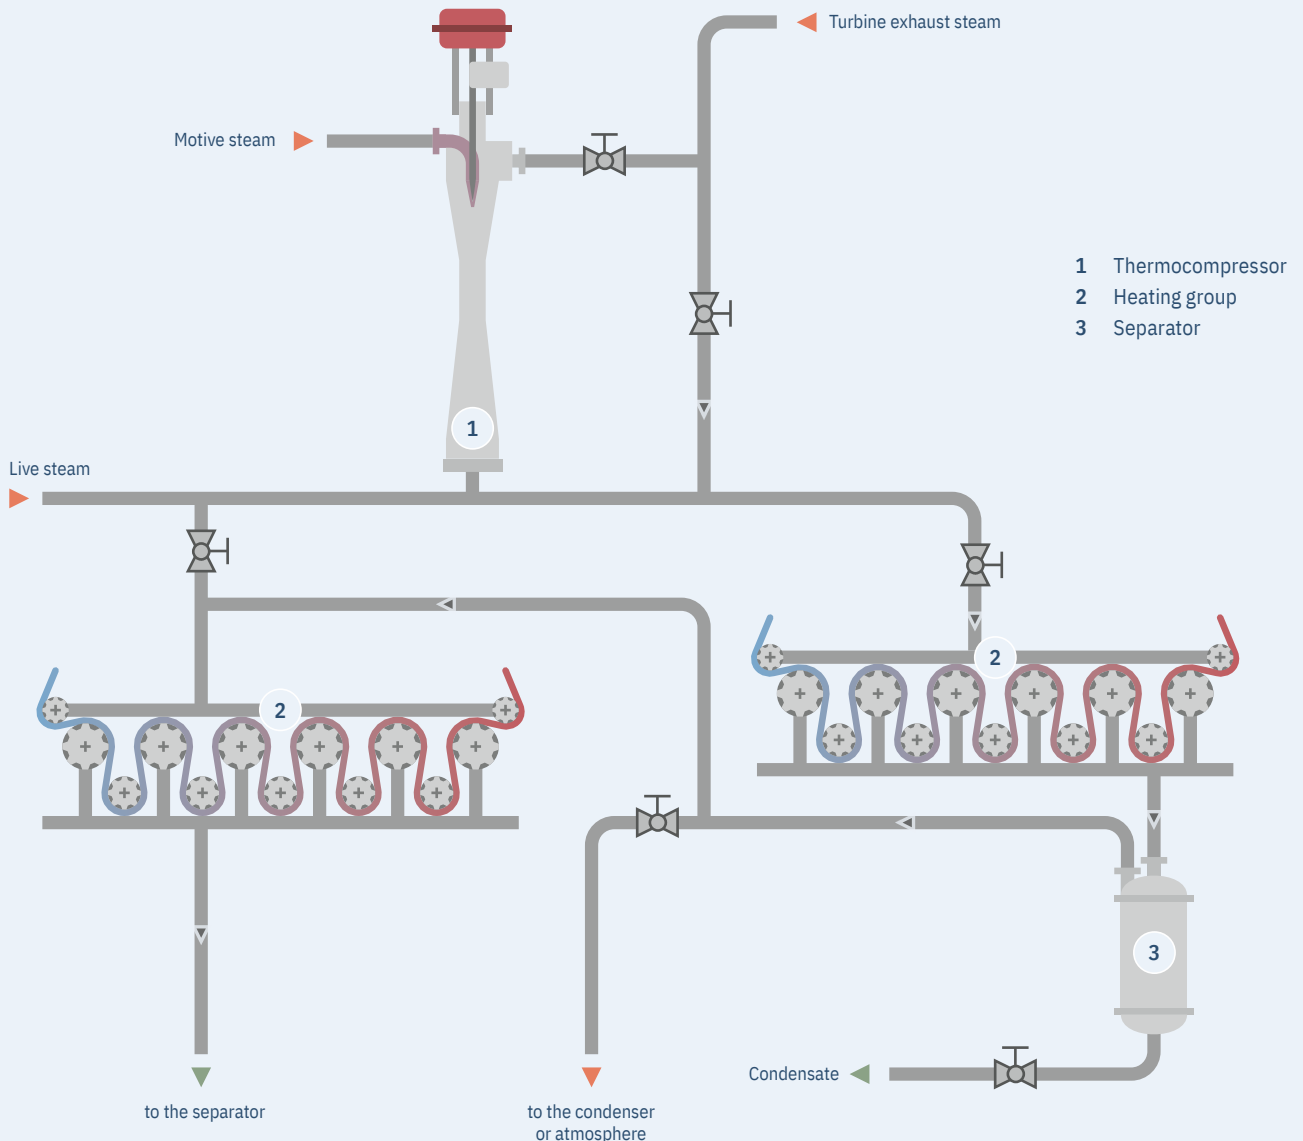 Turbine exhaust steam
Motive steam
1 Thermocompressor
2 Heating group
3 Separator
1
Live steam
2
2
3
Condensate
to the separator
to the condenser
or atmosphere